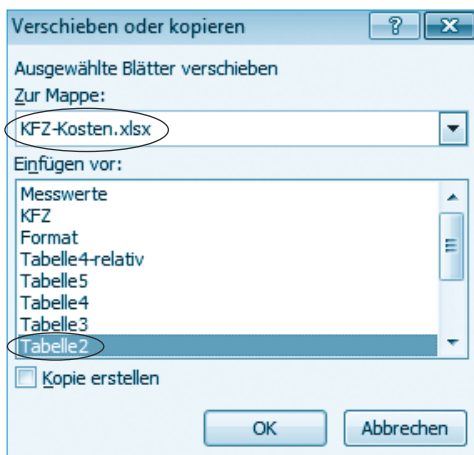 Verschieben oder kopieren
Ausgewählte Blätter verschieben
Zur Mappe:
KFZ-Kosten.xlsx
Einfügen vor:
Messwerte
KFZ
Format
Tabelle4-relativ
Tabelle5
Tabelle4
Tabelle3
Tabelle2
Kopie erstellen
OK Abbrechen